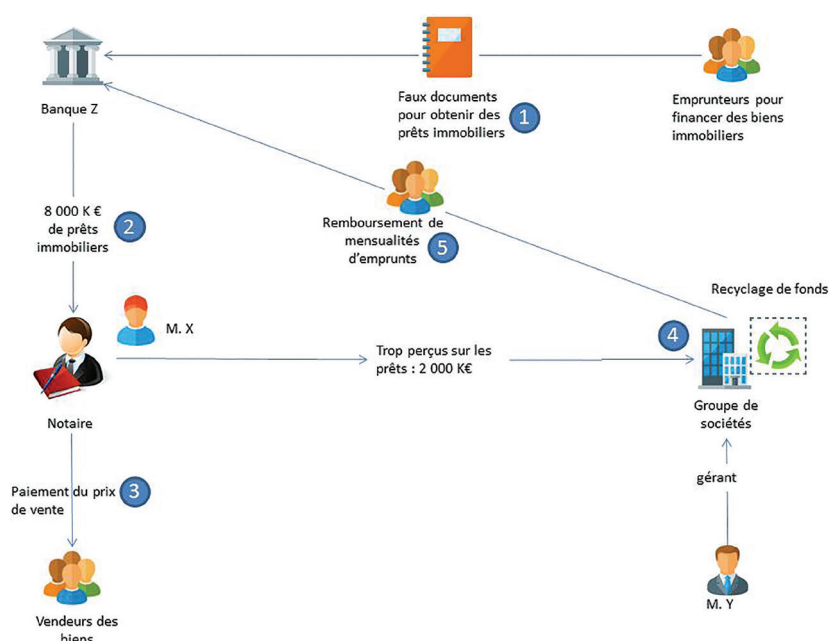 Banque Z
Faux documents
pour obtenir des
prêts immobiliers
1
Emprunteurs pour
financer des biens
immobiliers
8 000 K €
de prêts
immobiliers
2
Remboursement de
mensualités
d'emprunts
5
Recyclage de fonds
M. X
Trop perçus sur les
prêts : 2 000 K€
4
Notaire
Groupe de
sociétés
Paiement du prix
de vente
3
gérant
Vendeurs des
biens
M. Y